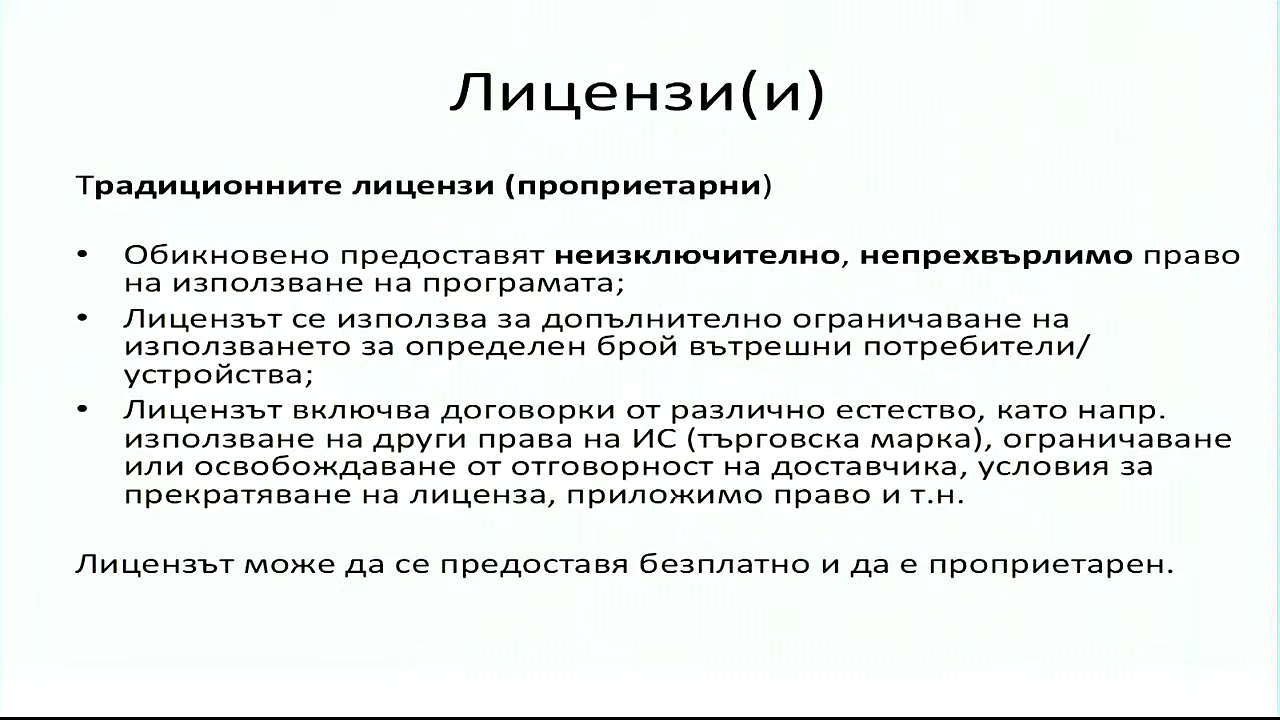 Лицензи(и)
Традиционните лицензи (проприетарни)
• Обикновено предоставят неизключително, непрехвърлимо право
на използване на програмата;
• Лицензът се използва за допълнително ограничаване на
използването за определен брой вътрешни потребители/
устройства;
• Лицензът включва договорки от различно естество, като напр.
използване на други права на ИС (търговска марка), ограничаване
или освобождаване от отговорност на доставчика, условия за
прекратяване на лиценза, приложимо право и т.н.
Лицензът може да се предоставя безплатно и да е проприетарен.